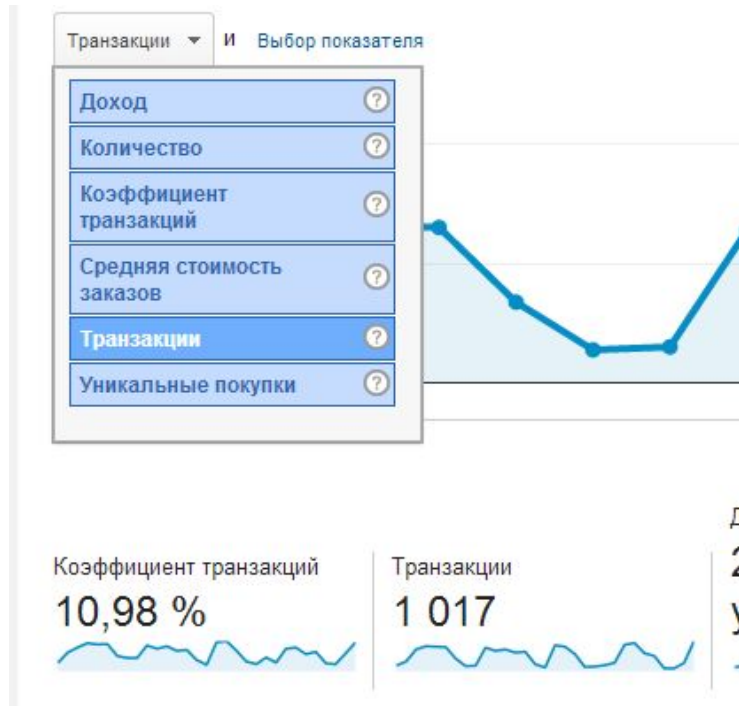 Транзакции и Выбор показателя
Доход
Количество
Коэффициент
транзакций
Средняя стоимость
заказов
Транзакции
Уникальные покупки
Коэффициент транзакций
10,98 %
Транзакции
1 017